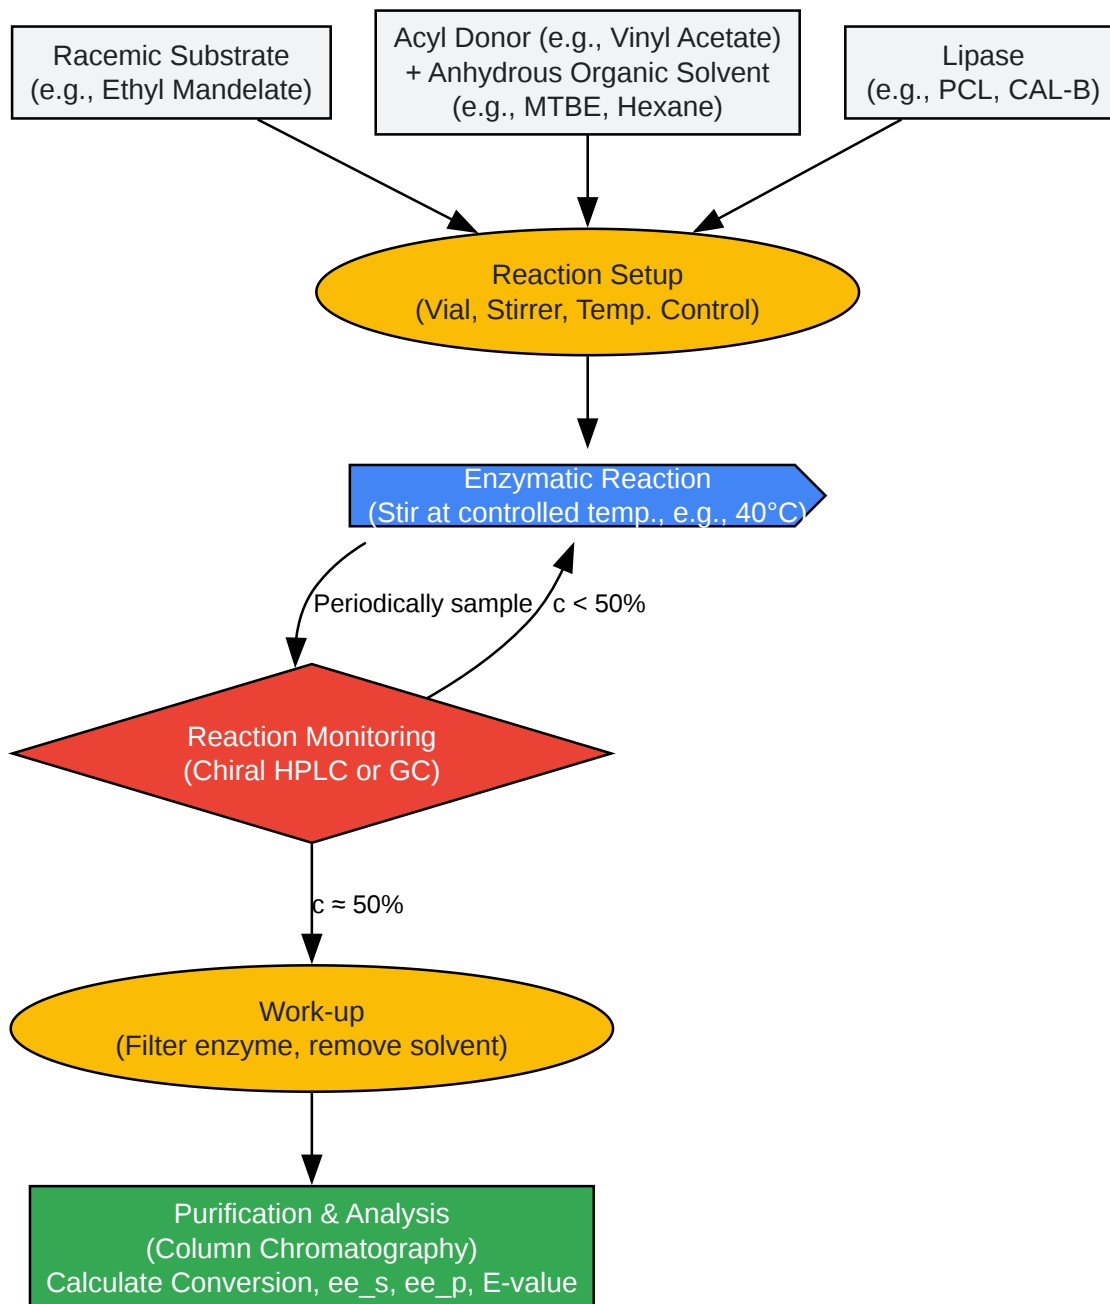 Racemic Substrate
(e.g., Ethyl Mandelate)
Acyl Donor (e.g., Vinyl Acetate)
+ Anhydrous Organic Solvent
(e.g., MTBE, Hexane)
Lipase
(e.g., PCL, CAL-B)
Reaction Setup
(Vial, Stirrer, Temp. Control)
Enzymatic Reaction
(Stir at controlled temp., e.g., 40°C)
Periodically sample
c < 50%
Reaction Monitoring
(Chiral HPLC or GC)
c ≈ 50%
Work-up
(Filter enzyme, remove solvent)
Purification & Analysis
(Column Chromatography)
Calculate Conversion, ee_s, ee_p, E-value